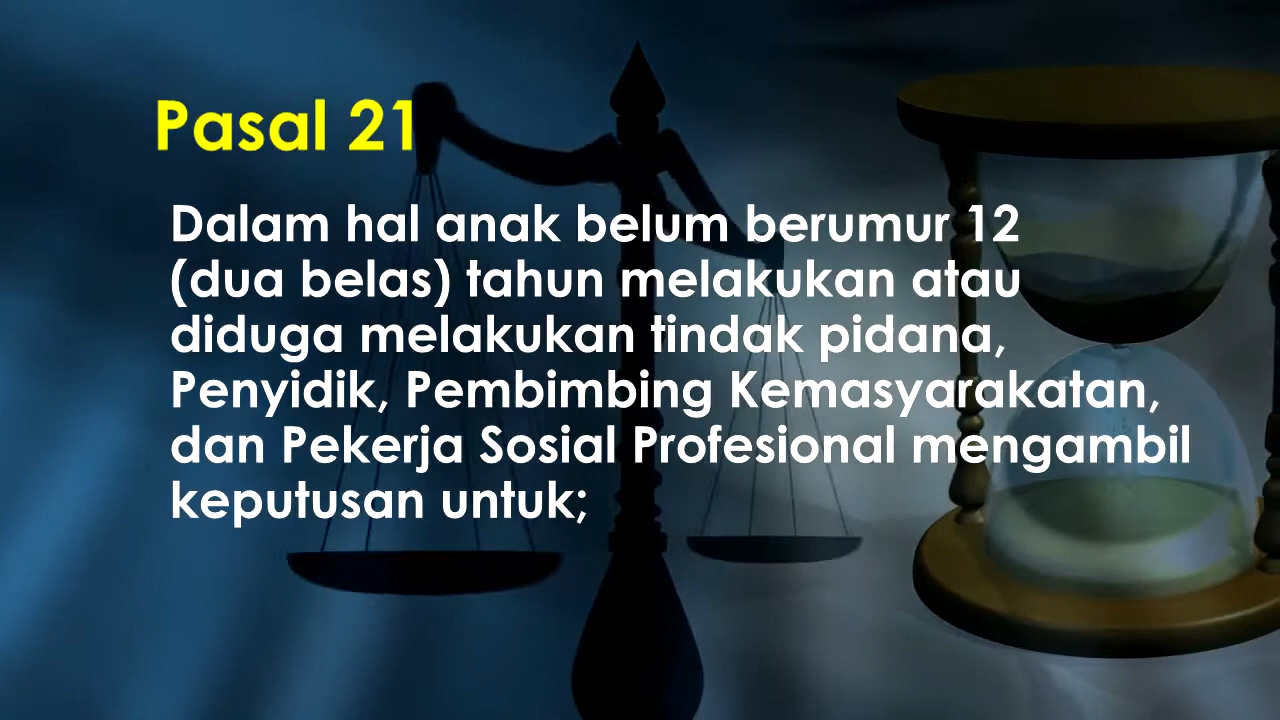 Pasal 21
Dalam hal anak belum berumur 12
(dua belas) tahun melakukan atau
diduga melakukan tindak pidana,
Penyidik, Pembimbing Kemasyarakatan,
dan Pekerja Sosial Profesional mengambil
keputusan untuk;